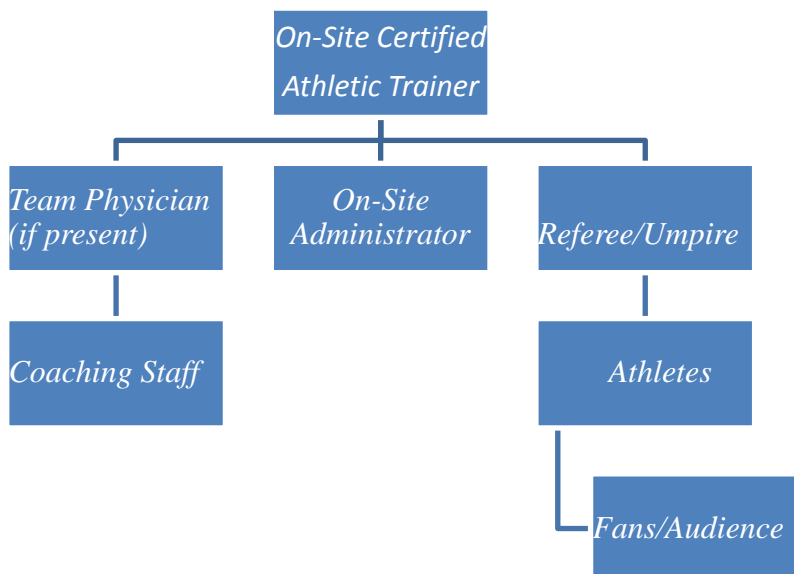 On-Site Certified
Athletic Trainer
Team Physician
(if present)
On-Site
Administrator
Referee/Umpire
Coaching Staff
Athletes
Fans/Audience